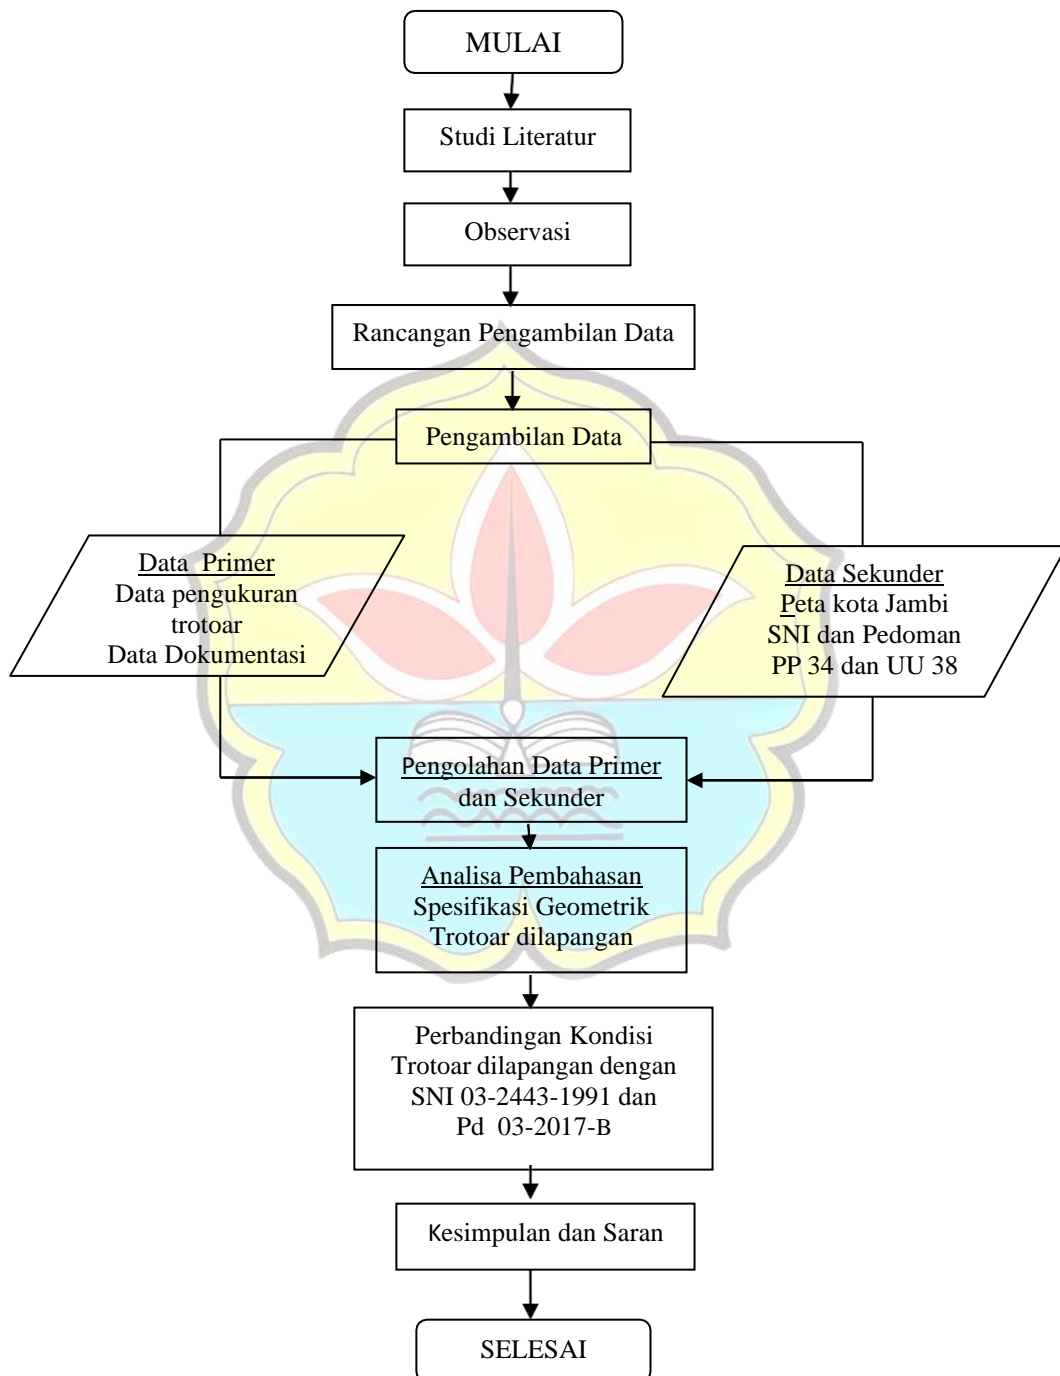 MULAI
Studi Literatur
Observasi
Rancangan Pengambilan Data
Pengambilan Data
Data Primer
Data pengukuran
trotoar
Data Dokumentasi
Data Sekunder
Peta kota Jambi
SNI dan Pedoman
PP 34 dan UU 38
Pengolahan Data Primer
dan Sekunder
Analisa Pembahasan
Spesifikasi Geometrik
Trotoar dilapangan
Perbandingan Kondisi
Trotoar dilapangan dengan
SNI 03-2443-1991 dan
Pd 03-2017-B
Kesimpulan dan Saran
SELESAI